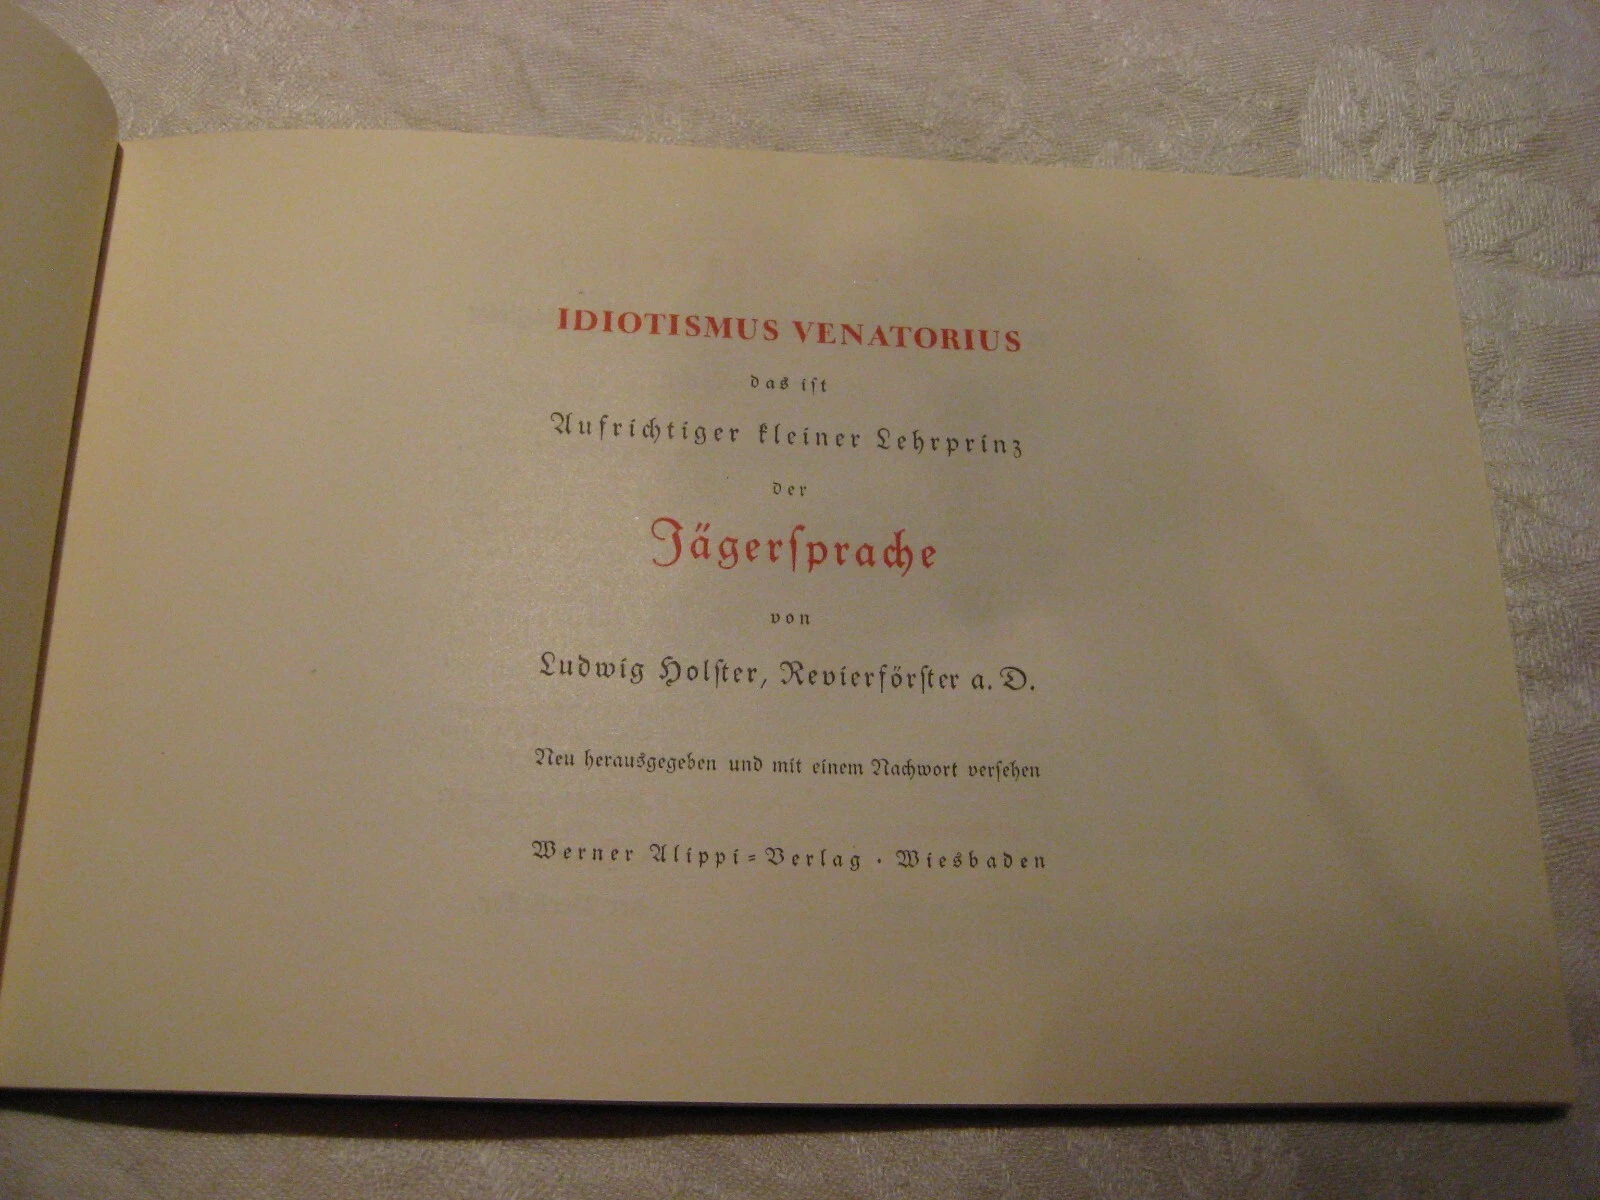 IDIOTISMUS VENATORIUS
das iſt
Aufrichtiger kleiner Lehrprinz
der
Jägerſprache
von
Ludwig Holſter, Revierförſter a. D.
Neu herausgegeben und mit einem Nachwort verſehen
Werner Alippi-Verlag · Wiesbaden